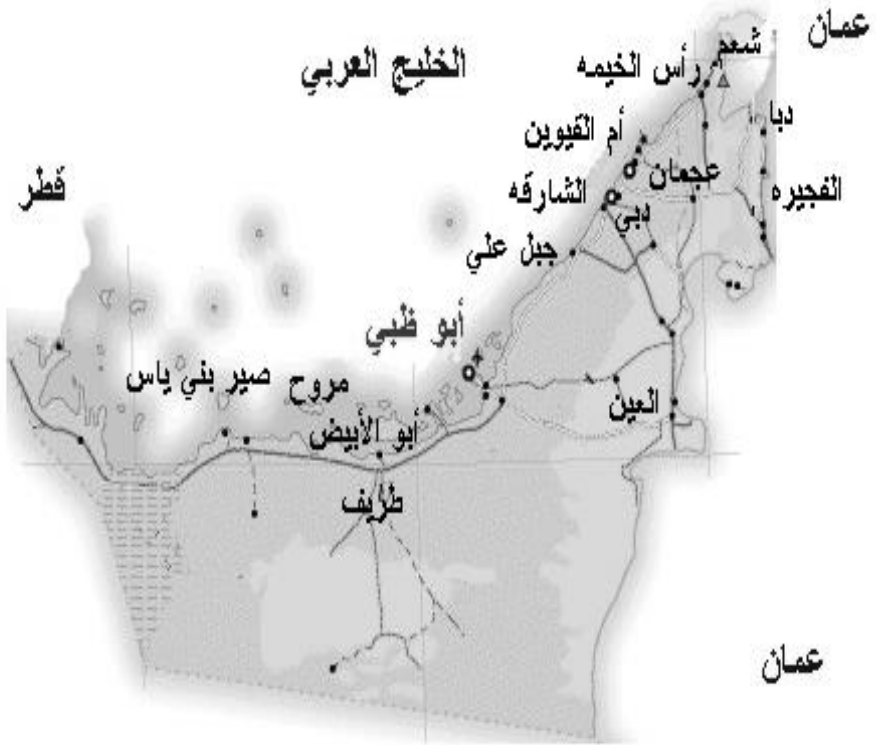 عمان
شعم
الخليج العربي
رأس الخيمه
دبا
أم القيوين
عجمان
الفجيره
الشارقه
قطر
دبي
جبل علي
أبو ظبي
صير بني ياس
مروح
العين
أبو الأبيض
طريف
عمان